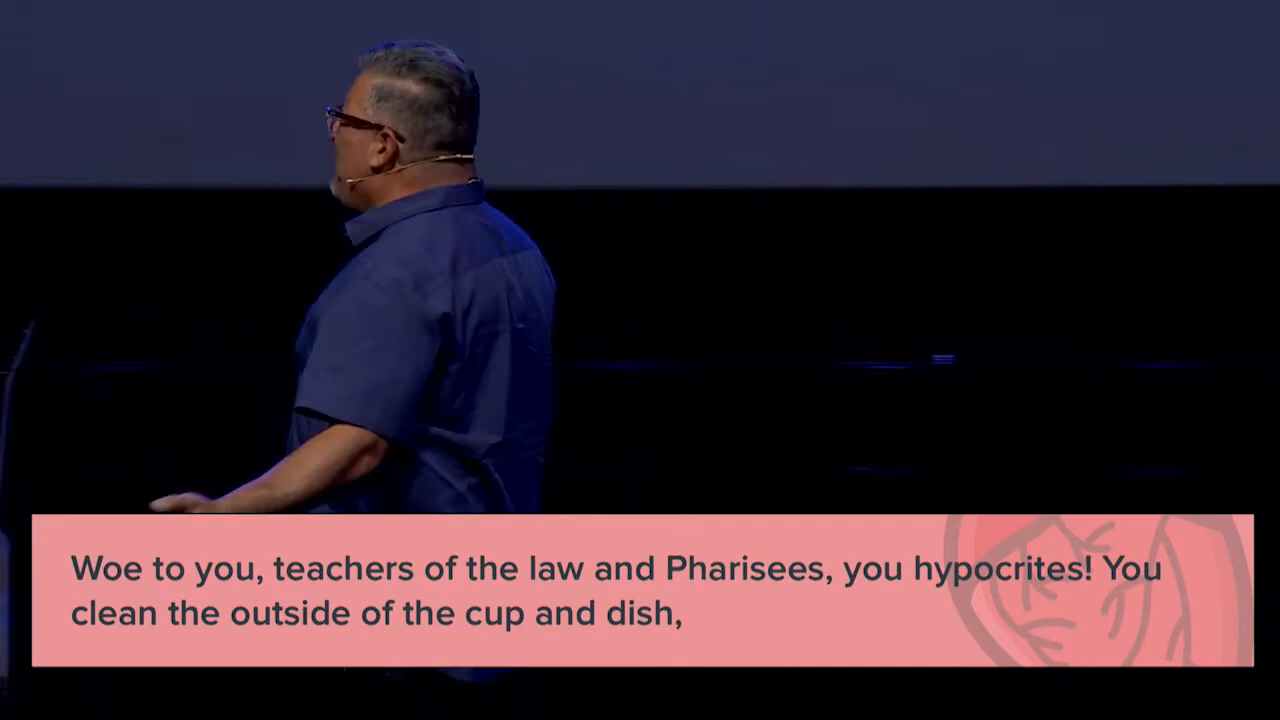 Woe to you, teachers of the law and Pharisees, you hypocrites! You
clean the outside of the cup and dish,